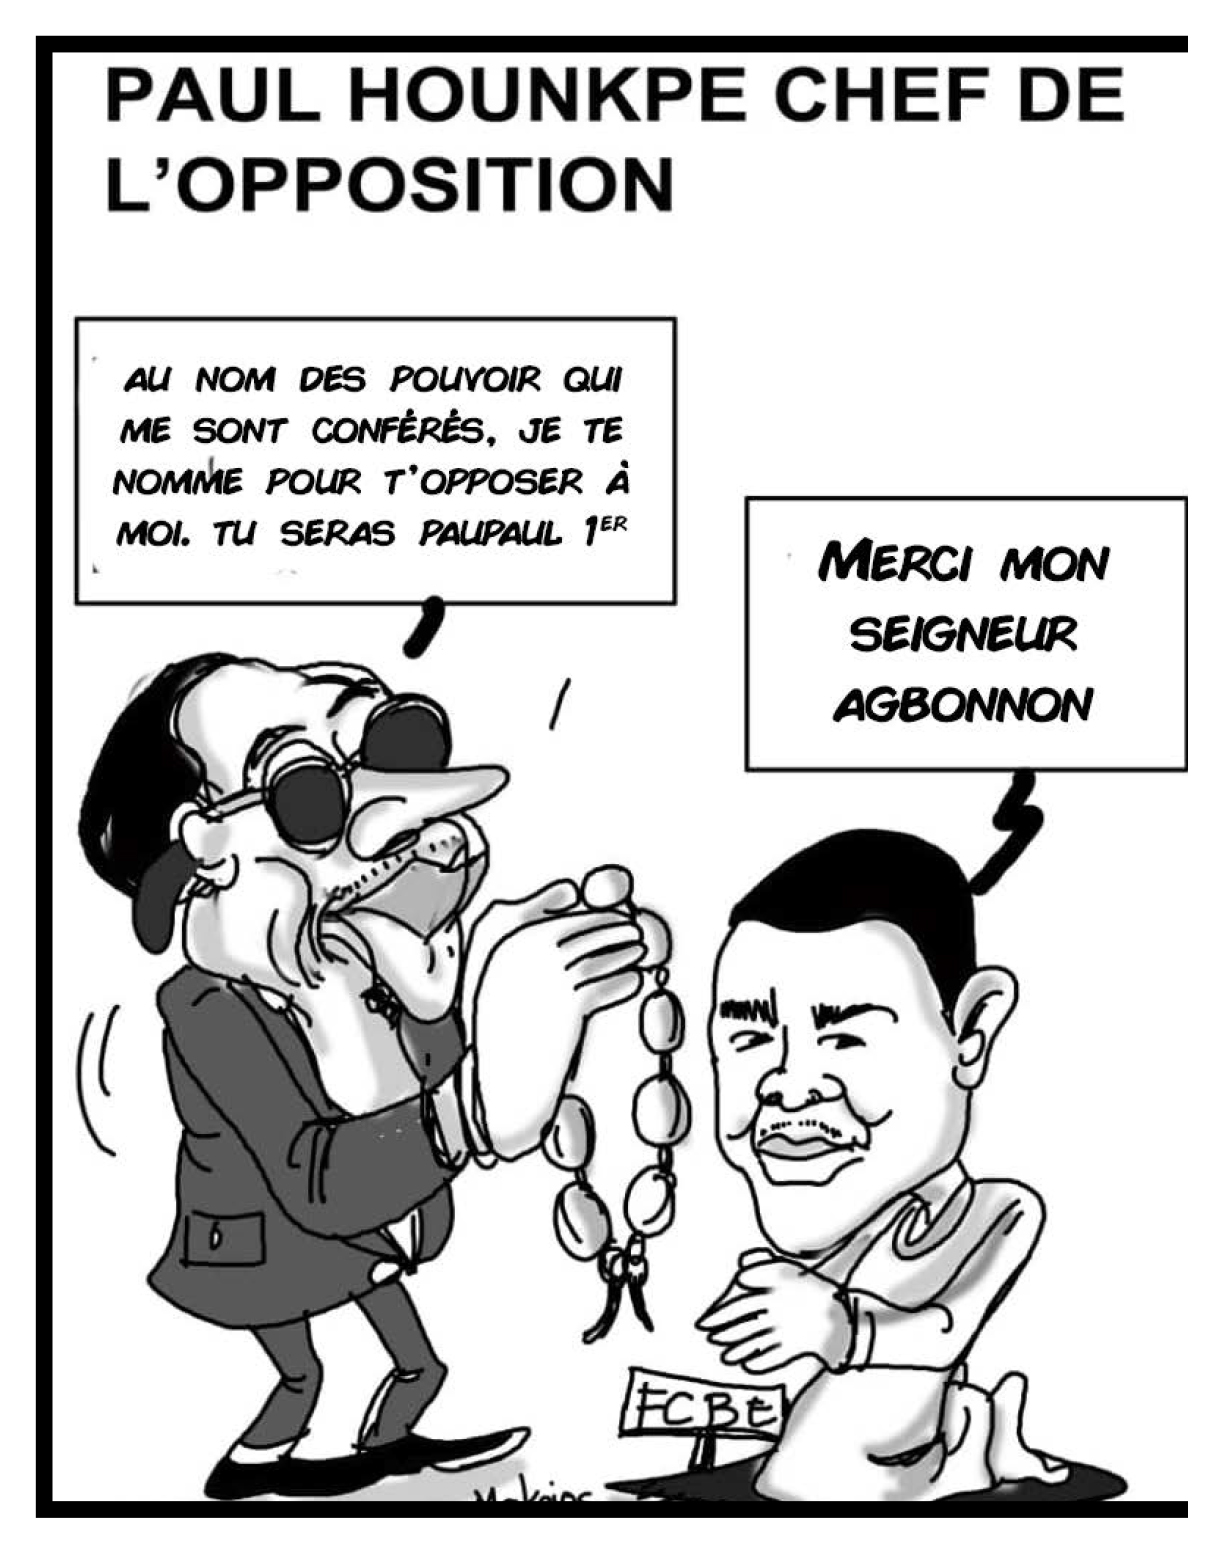 PAUL HOUNKPE CHEF DE
L'OPPOSITION
AU NOM DES POUVOIR QUI
ME SONT CONFÉRÉS, JE TE
NOMME POUR T'OPPOSER À
MOI. TU SERAS PAUPAUL 1ER
MERCI MON
SEIGNEUR
AGBONNON
FCBE